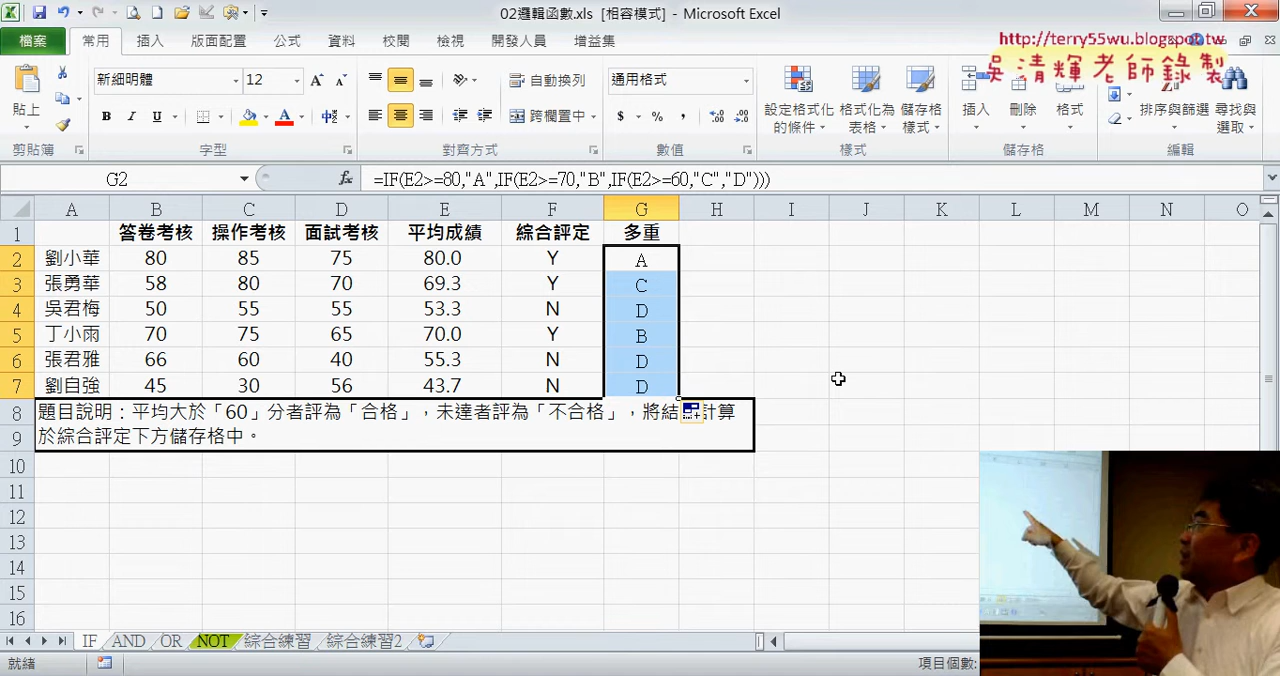 02邏輯函數.xls [相容模式] - Microsoft Excel
檔案 常用 插入 版面配置 公式 資料 校閱 檢視 開發人員 增益集
http://terry55wu.blogspot.tw
吳清輝老師錄製
貼上 新細明體 12 自動換列 通用格式 設定格式化的條件 格式化為表格 儲存格樣式 插入 刪除 格式 排序與篩選 尋找與選取
B I U 跨欄置中 $ %
剪貼簿 字型 對齊方式 數值 樣式 儲存格 編輯
G2 fx =IF(E2>=80,"A",IF(E2>=70,"B",IF(E2>=60,"C","D")))
A B C D E F G H I J K L M N O
1 答卷考核 操作考核 面試考核 平均成績 綜合評定 多重
2 劉小華 80 85 75 80.0 Y A
3 張勇華 58 80 70 69.3 Y C
4 吳君梅 50 55 55 53.3 N D
5 丁小雨 70 75 65 70.0 Y B
6 張君雅 66 60 40 55.3 N D
7 劉自強 45 30 56 43.7 N D
8 題目說明：平均大於「60」分者評為「合格」，未達者評為「不合格」，將結 計算
9 於綜合評定下方儲存格中。
10
11
12
13
14
15
16
IF AND OR NOT 綜合練習 綜合練習2
就緒 項目個數: